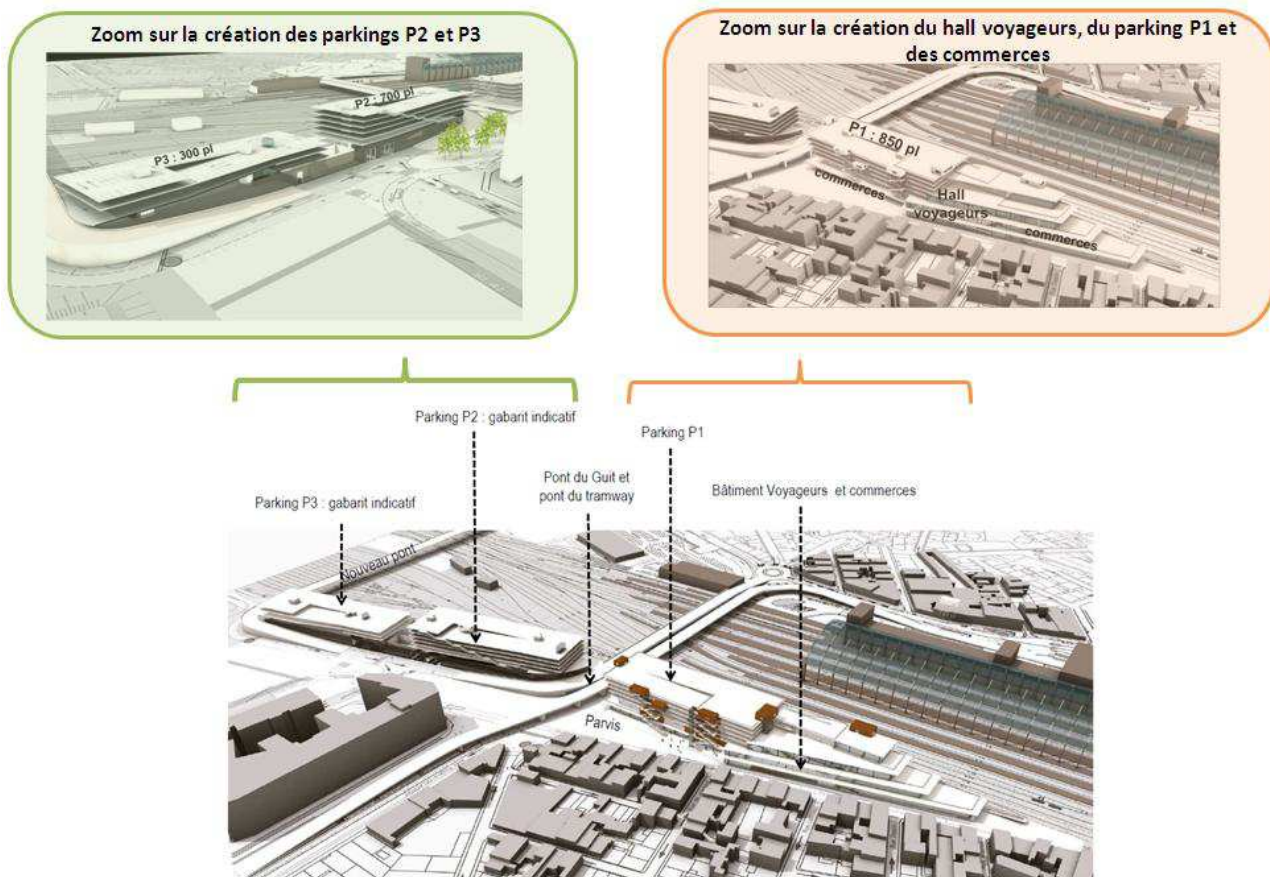 Zoom sur la création des parkings P2 et P3
P2 : 700 pl
P3 : 300 pl
Zoom sur la création du hall voyageurs, du parking P1 et
des commerces
P1 : 850 pl
commerces
Hall
voyageurs
commerces
Parking P2 : gabarit indicatif
Parking P1
Pont du Guit et
pont du tramway
Bâtiment Voyageurs et commerces
Parking P3 : gabarit indicatif
Nouveau pont
Parvis